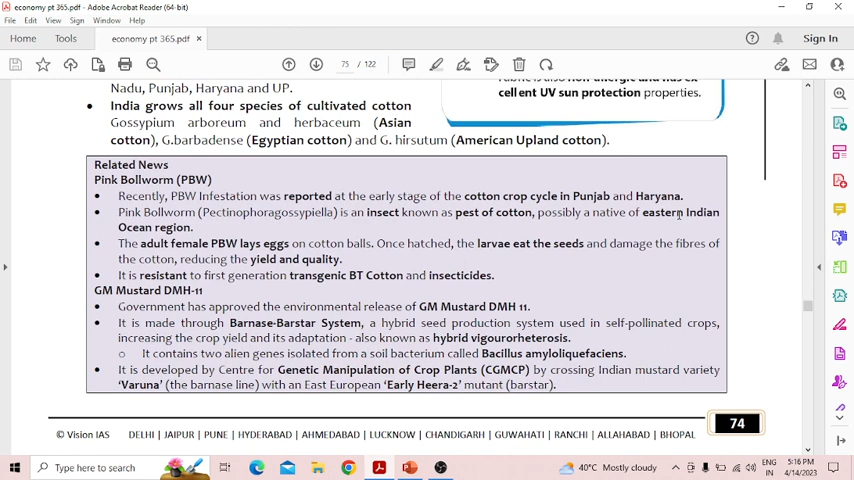 economy pt 365.pdf - Adobe Acrobat Reader (64-bit)
File Edit View Sign Window Help
Home Tools economy pt 365.pdf × Sign In
75 / 122
Nadu, Punjab, Haryana and UP.
• India grows all four species of cultivated cotton
Gossypium arboreum and herbaceum (Asian
cotton), G.barbadense (Egyptian cotton) and G. hirsutum (American Upland cotton).
cellent UV sun protection properties.
Related News
Pink Bollworm (PBW)
• Recently, PBW Infestation was reported at the early stage of the cotton crop cycle in Punjab and Haryana.
• Pink Bollworm (Pectinophoragossypiella) is an insect known as pest of cotton, possibly a native of eastern Indian
Ocean region.
• The adult female PBW lays eggs on cotton balls. Once hatched, the larvae eat the seeds and damage the fibres of
the cotton, reducing the yield and quality.
• It is resistant to first generation transgenic BT Cotton and insecticides.
GM Mustard DMH-11
• Government has approved the environmental release of GM Mustard DMH 11.
• It is made through Barnase-Barstar System, a hybrid seed production system used in self-pollinated crops,
increasing the crop yield and its adaptation - also known as hybrid vigourorheterosis.
o It contains two alien genes isolated from a soil bacterium called Bacillus amyloliquefaciens.
• It is developed by Centre for Genetic Manipulation of Crop Plants (CGMCP) by crossing Indian mustard variety
'Varuna' (the barnase line) with an East European 'Early Heera-2' mutant (barstar).
74
© Vision IAS DELHI | JAIPUR | PUNE | HYDERABAD | AHMEDABAD | LUCKNOW | CHANDIGARH | GUWAHATI | RANCHI | ALLAHABAD | BHOPAL
Type here to search
40°C Mostly cloudy
ENG
IN
5:16 PM
4/14/2023